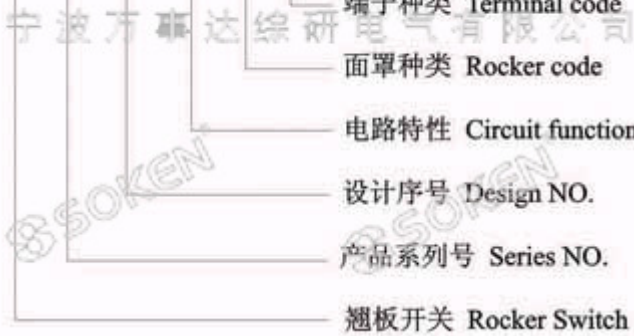 端子种类 Terminal code
宁波万事达综研电气有限公司
面罩种类 Rocker code
电路特性 Circuit function
设计序号 Design NO.
SOKEN
SOKEN
产品系列号 Series NO.
翘板开关 Rocker Switch